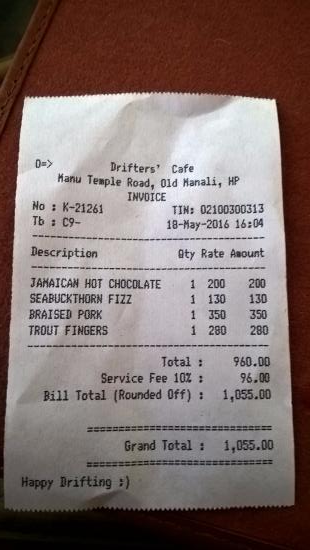 O=>
Drifters' Cafe
Manu Temple Road, Old Manali, HP
INVOICE
No : K-21261 TIN: 02100300313
Tb : C9- 18-May-2016 16:04
Description Qty Rate Amount
JAMAICAN HOT CHOCOLATE 1 200 200
SEABUCKTHORN FIZZ 1 130 130
BRAISED PORK 1 350 350
TROUT FINGERS 1 280 280
Total : 960.00
Service Fee 10% : 96.00
Bill Total (Rounded Off) : 1,055.00
Grand Total : 1,055.00
Happy Drifting :)